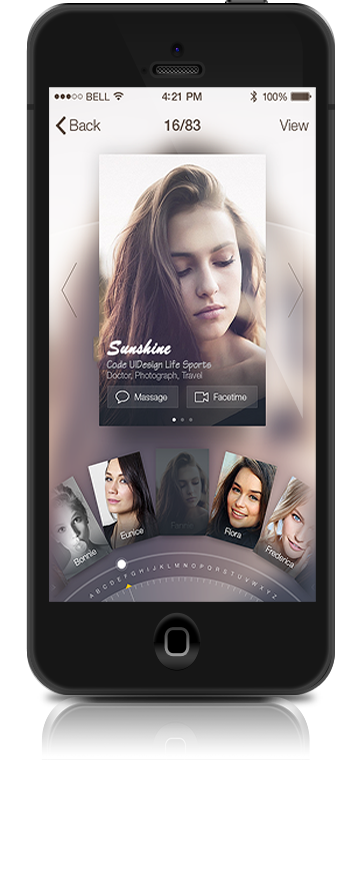 BELL 4:21 PM 100%
Back 16/83 View
Sunshine
Code UIDesign Life Sports
Doctor, Photograph, Travel
Massage Facetime
Bonnie Eunice Flora Frederica
A B C D E F G H I J K L M N O P Q R S T U V W X Y Z